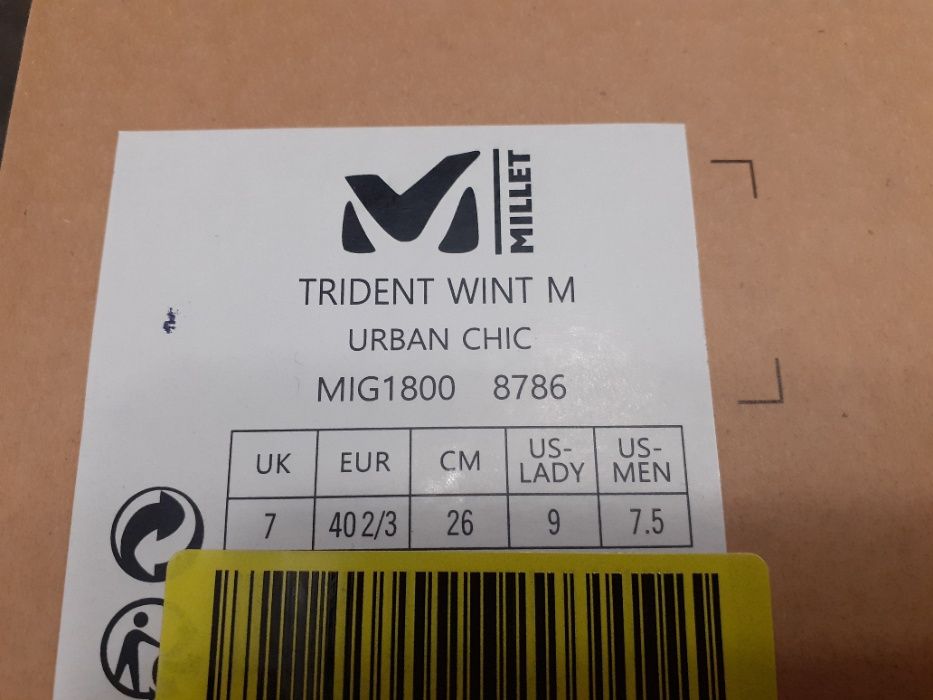 MILLET
TRIDENT WINT M
URBAN CHIC
MIG1800 8786
UK EUR CM US-LADY US-MEN
7 40 2/3 26 9 7.5